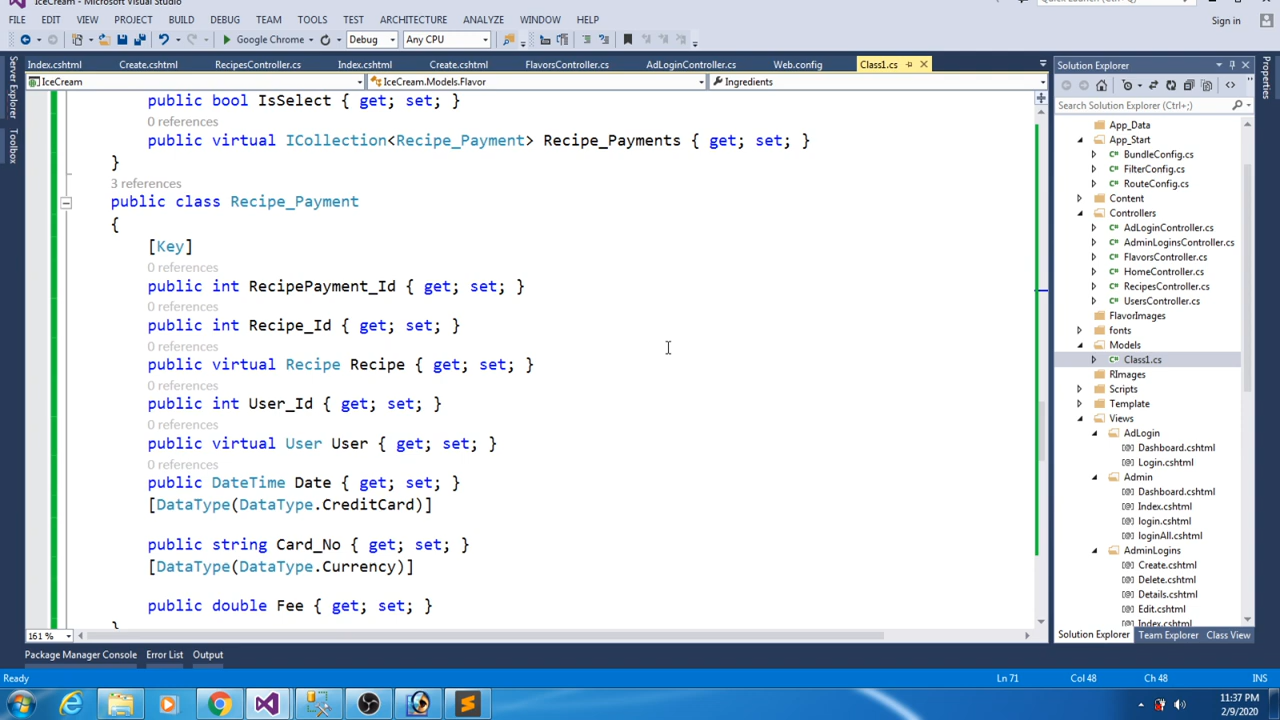 IceCream - Microsoft Visual Studio
Quick Launch (Ctrl+Q)
FILE EDIT VIEW PROJECT BUILD DEBUG TEAM TOOLS TEST ARCHITECTURE ANALYZE WINDOW HELP Sign in
Google Chrome Debug Any CPU
Index.cshtml Create.cshtml RecipesController.cs Index.cshtml Create.cshtml FlavorsController.cs AdLoginController.cs Web.config Class1.cs
IceCream IceCream.Models.Flavor Ingredients
Server Explorer
Toolbox
public bool IsSelect { get; set; }
0 references
public virtual ICollection<Recipe_Payment> Recipe_Payments { get; set; }
}
3 references
public class Recipe_Payment
{
[Key]
0 references
public int RecipePayment_Id { get; set; }
0 references
public int Recipe_Id { get; set; }
0 references
public virtual Recipe Recipe { get; set; }
0 references
public int User_Id { get; set; }
0 references
public virtual User User { get; set; }
0 references
public DateTime Date { get; set; }
[DataType(DataType.CreditCard)]
public string Card_No { get; set; }
[DataType(DataType.Currency)]
public double Fee { get; set; }
}
161 %
Solution Explorer
Search Solution Explorer (Ctrl+;)
App_Data
App_Start
BundleConfig.cs
FilterConfig.cs
RouteConfig.cs
Content
Controllers
AdLoginController.cs
AdminLoginsController.cs
FlavorsController.cs
HomeController.cs
RecipesController.cs
UsersController.cs
FlavorImages
fonts
Models
Class1.cs
RImages
Scripts
Template
Views
AdLogin
Dashboard.cshtml
Login.cshtml
Admin
Dashboard.cshtml
Index.cshtml
login.cshtml
loginAll.cshtml
AdminLogins
Create.cshtml
Delete.cshtml
Details.cshtml
Edit.cshtml
Index.cshtml
Solution Explorer Team Explorer Class View
Properties
Package Manager Console Error List Output
Ready Ln 71 Col 48 Ch 48 INS
11:37 PM
2/9/2020